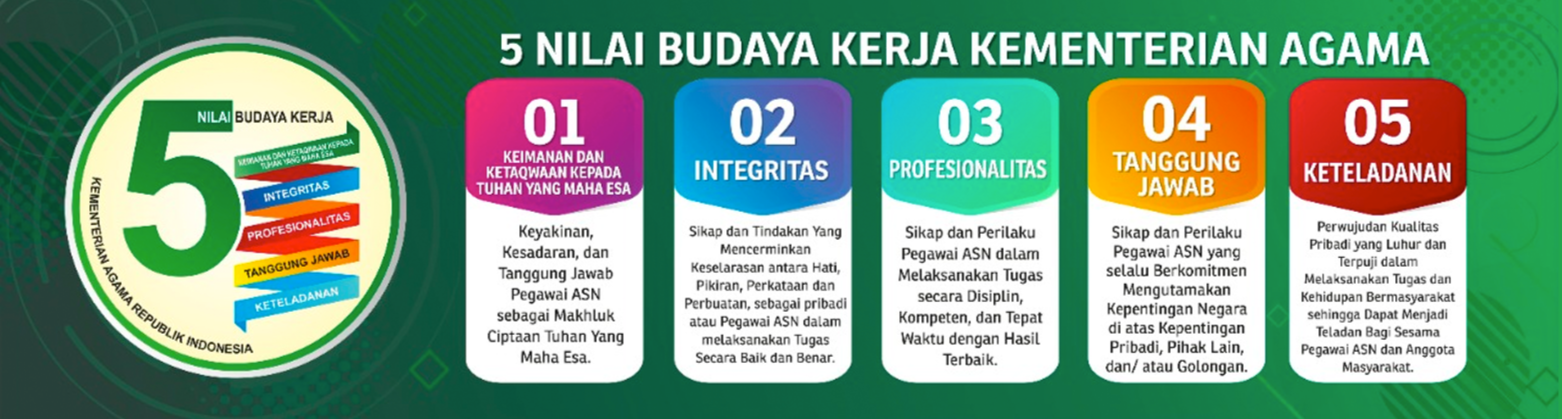 5 NILAI BUDAYA KERJA KEMENTERIAN AGAMA
5
NILAI BUDAYA KERJA
KEIMANAN DAN KETAQWAAN KEPADA
TUHAN YANG MAHA ESA
INTEGRITAS
PROFESIONALITAS
TANGGUNG JAWAB
KETELADANAN
KEMENTERIAN AGAMA REPUBLIK INDONESIA
01
KEIMANAN DAN
KETAQWAAN KEPADA
TUHAN YANG MAHA ESA
Keyakinan,
Kesadaran, dan
Tanggung Jawab
Pegawai ASN
sebagai Makhluk
Ciptaan Tuhan Yang
Maha Esa.
02
INTEGRITAS
Sikap dan Tindakan Yang
Mencerminkan
Keselarasan antara Hati,
Pikiran, Perkataan dan
Perbuatan, sebagai pribadi
atau Pegawai ASN dalam
melaksanakan Tugas
Secara Baik dan Benar.
03
PROFESIONALITAS
Sikap dan Perilaku
Pegawai ASN dalam
Melaksanakan Tugas
secara Disiplin,
Kompeten, dan Tepat
Waktu dengan Hasil
Terbaik.
04
TANGGUNG
JAWAB
Sikap dan Perilaku
Pegawai ASN yang
selalu Berkomitmen
Mengutamakan
Kepentingan Negara
di atas Kepentingan
Pribadi, Pihak Lain,
dan/ atau Golongan.
05
KETELADANAN
Perwujudan Kualitas
Pribadi yang Luhur dan
Terpuji dalam
Melaksanakan Tugas dan
Kehidupan Bermasyarakat
sehingga Dapat Menjadi
Teladan Bagi Sesama
Pegawai ASN dan Anggota
Masyarakat.